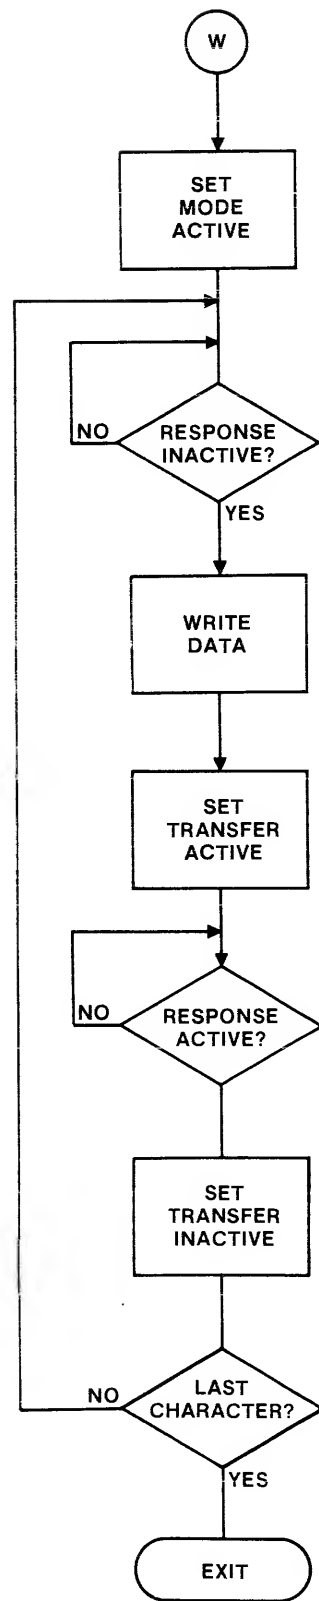 W
SET
MODE
ACTIVE
NO
RESPONSE
INACTIVE?
YES
WRITE
DATA
SET
TRANSFER
ACTIVE
NO
RESPONSE
ACTIVE?
SET
TRANSFER
INACTIVE
NO
LAST
CHARACTER?
YES
EXIT